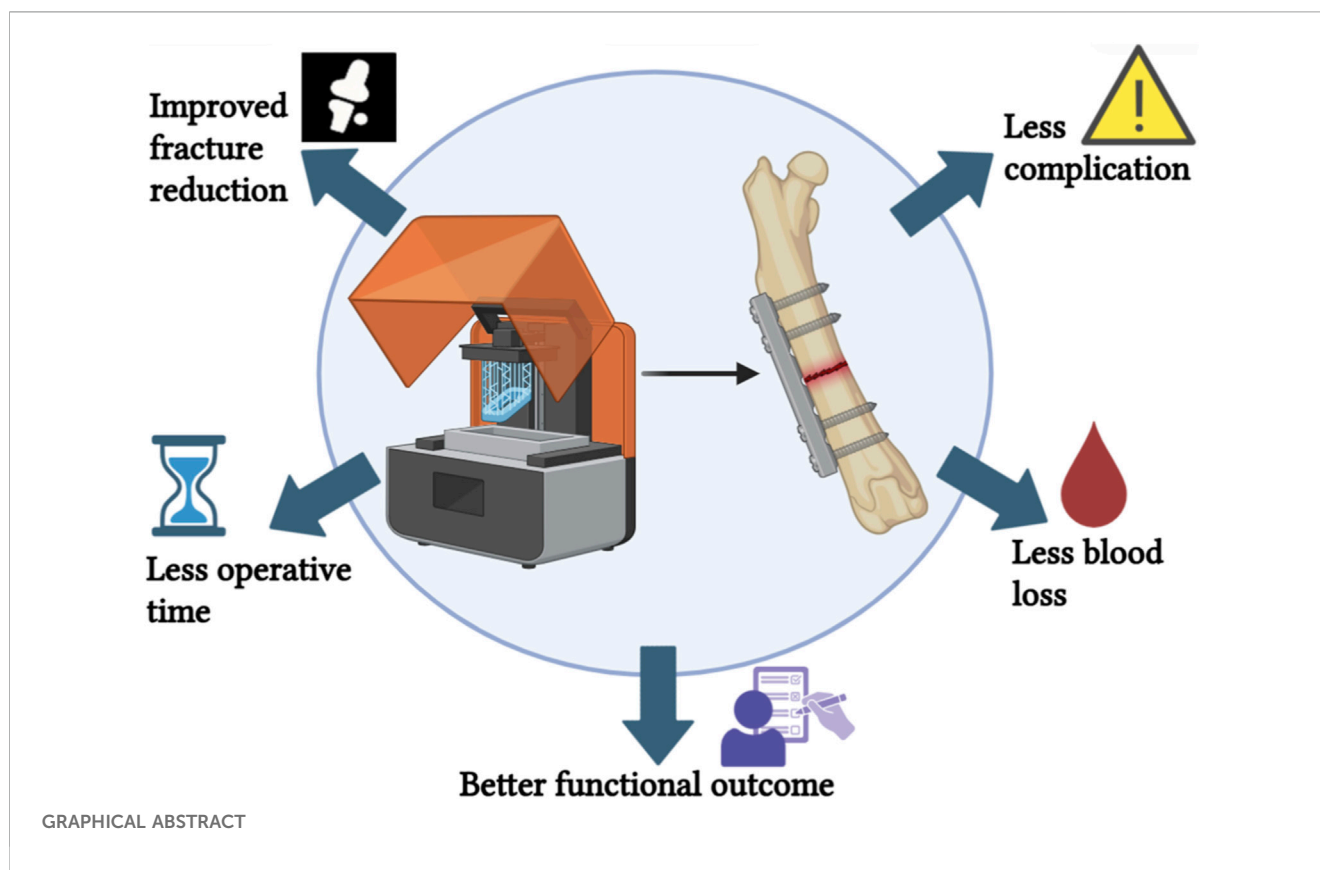 Improved
fracture
reduction
Less
complication
Less operative
time
Less blood
loss
Better functional outcome
GRAPHICAL ABSTRACT